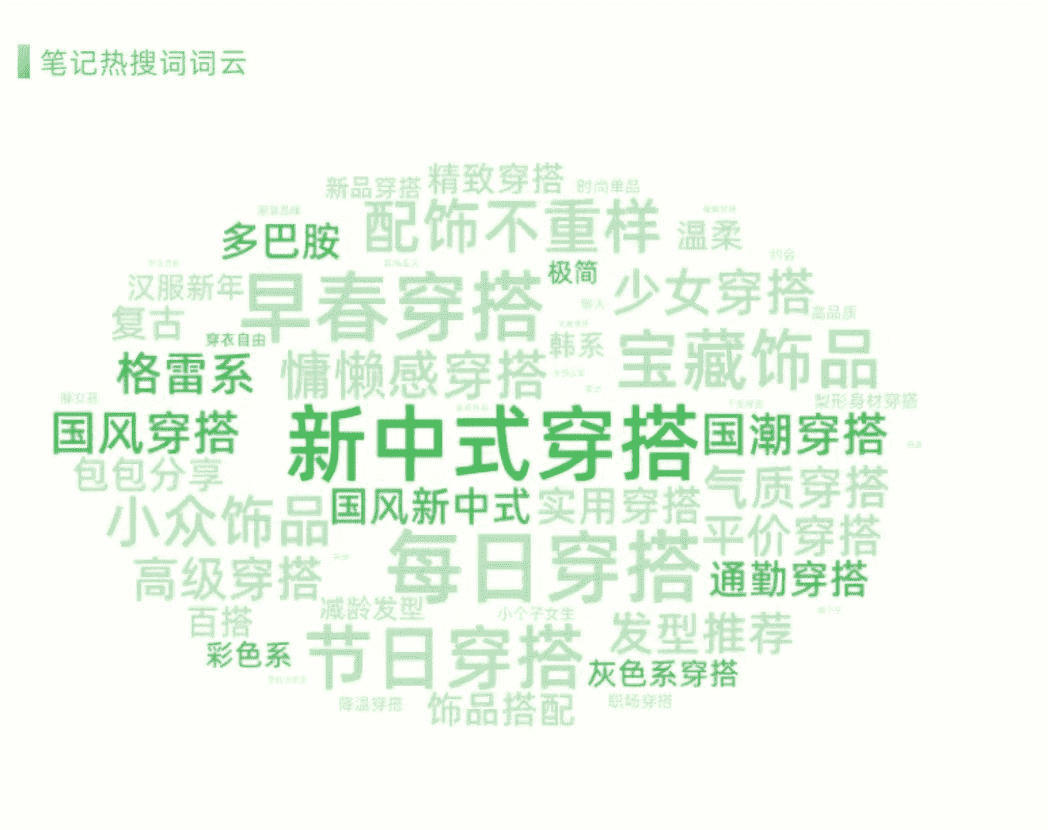 笔记热搜词词云
新品穿搭 精致穿搭 时尚单品
多巴胺 配饰不重样 温柔
极简 约会
汉服新年 早春穿搭 少女穿搭
复古 高品质
穿衣自由 韩系
格雷系 慵懒感穿搭 宝藏饰品
梨形身材穿搭
国风穿搭 新中式穿搭 国潮穿搭
包包分享 气质穿搭
小众饰品 国风新中式 实用穿搭
平价穿搭
高级穿搭 每日穿搭 通勤穿搭
减龄发型 小个子女生
百搭 发型推荐
彩色系 节日穿搭 灰色系穿搭
降温穿搭 饰品搭配 职场穿搭